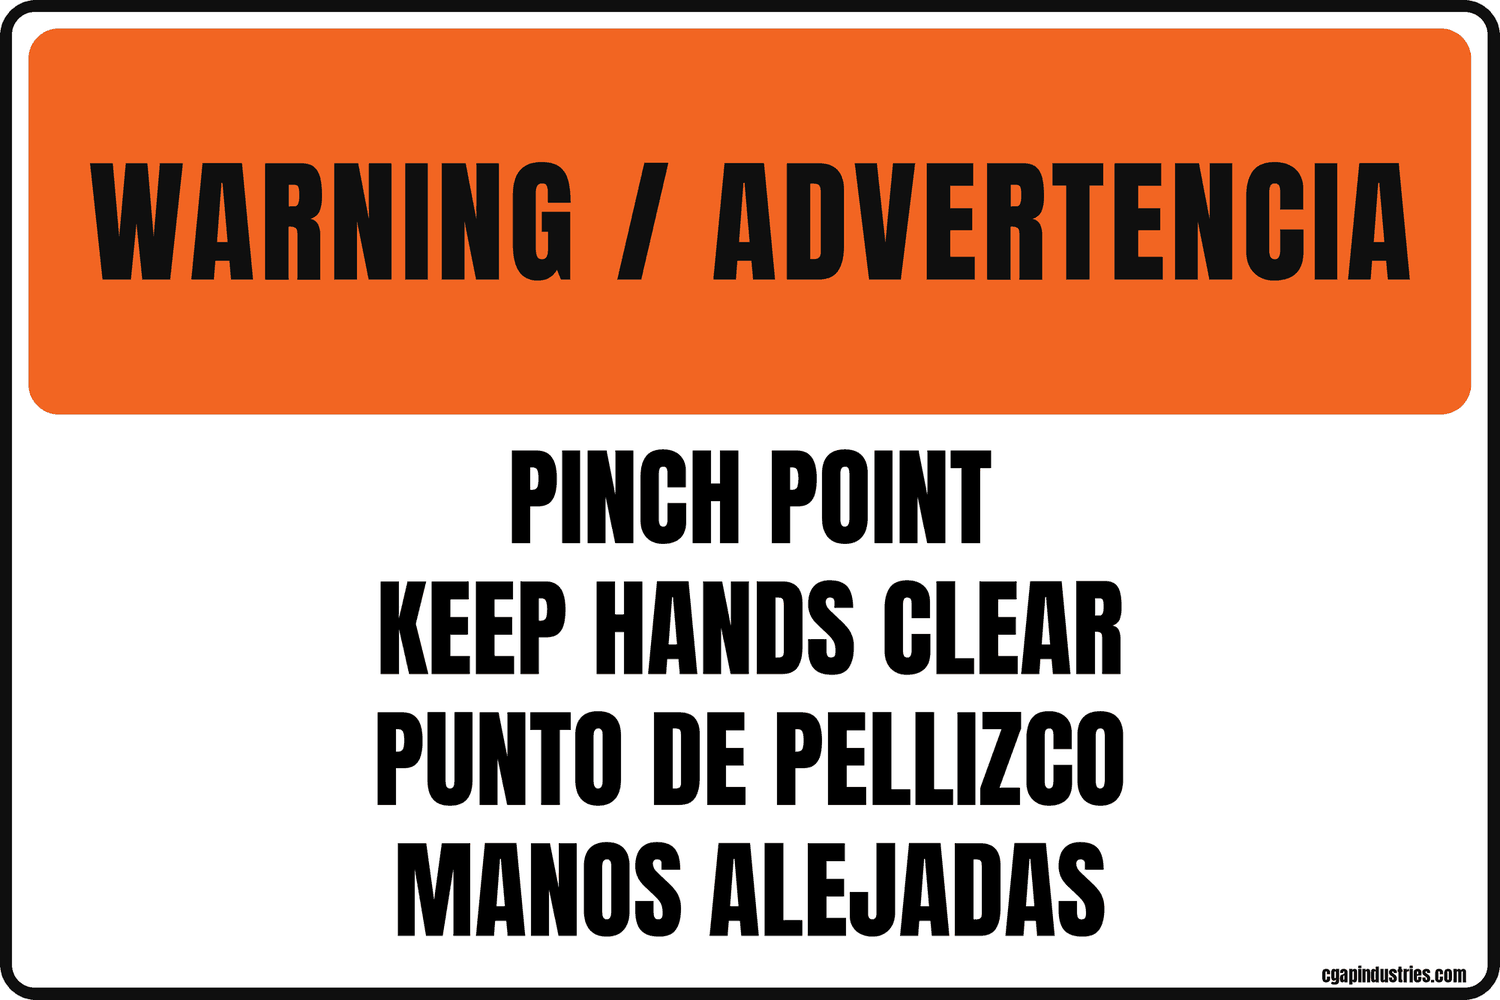 WARNING / ADVERTENCIA
PINCH POINT
KEEP HANDS CLEAR
PUNTO DE PELLIZCO
MANOS ALEJADAS
cgapindustries.com